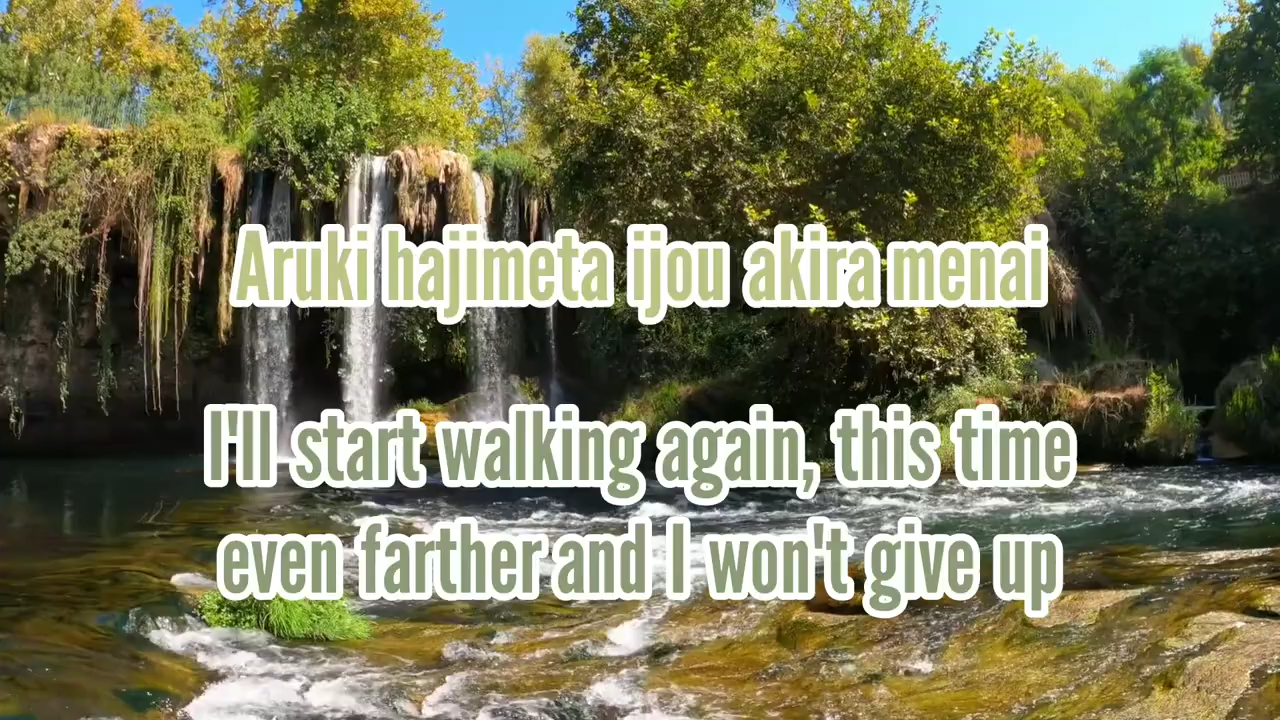 Aruki hajimeta ijou akira menai
I'll start walking again, this time
even farther and I won't give up